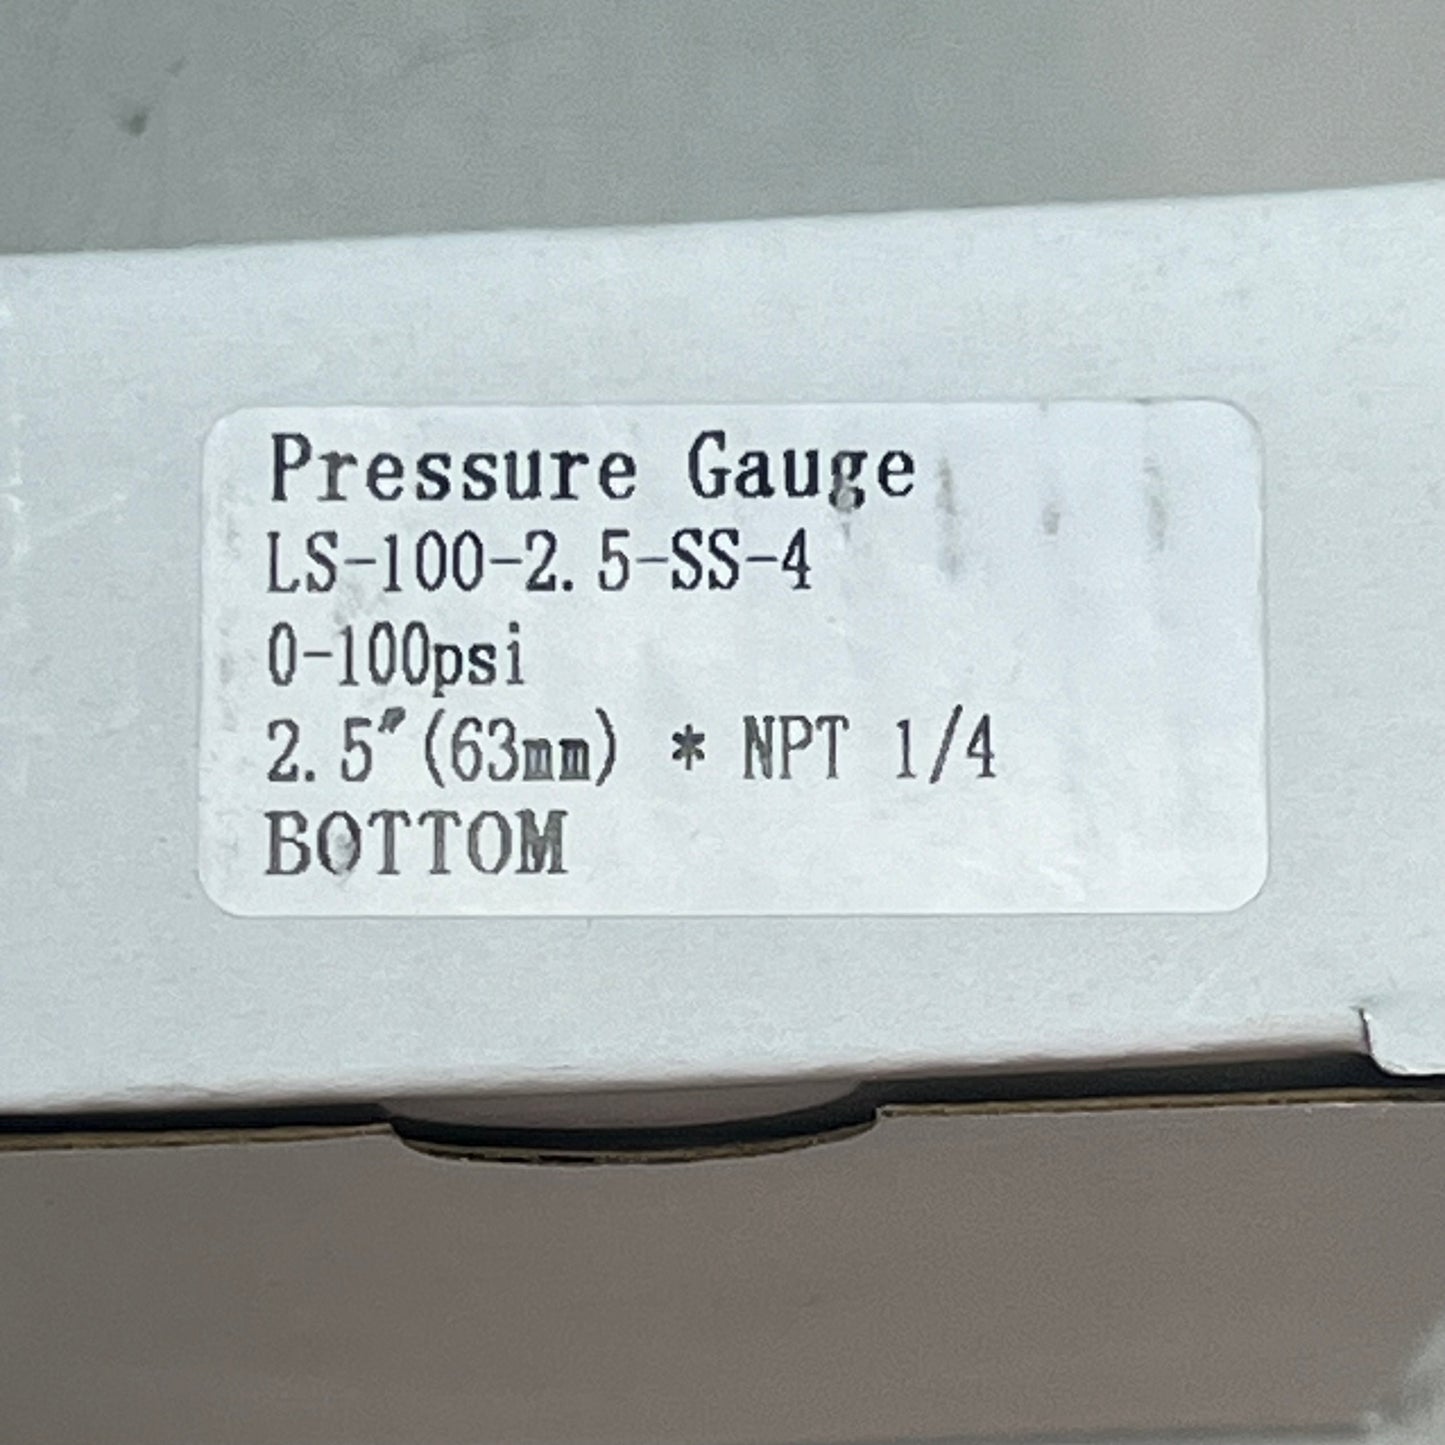 Pressure Gauge
LS-100-2.5-SS-4
0-100psi
2.5"(63mm) * NPT 1/4
BOTTOM